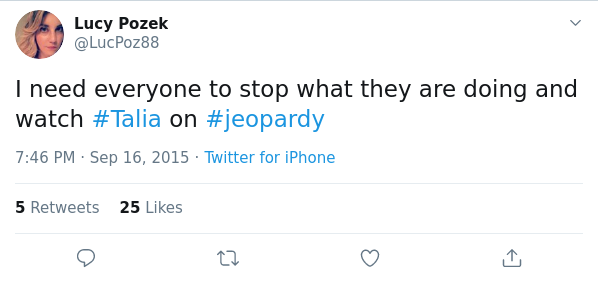 Lucy Pozek
@LucPoz88
I need everyone to stop what they are doing and
watch #Talia on #jeopardy
7:46 PM · Sep 16, 2015 · Twitter for iPhone
5 Retweets 25 Likes